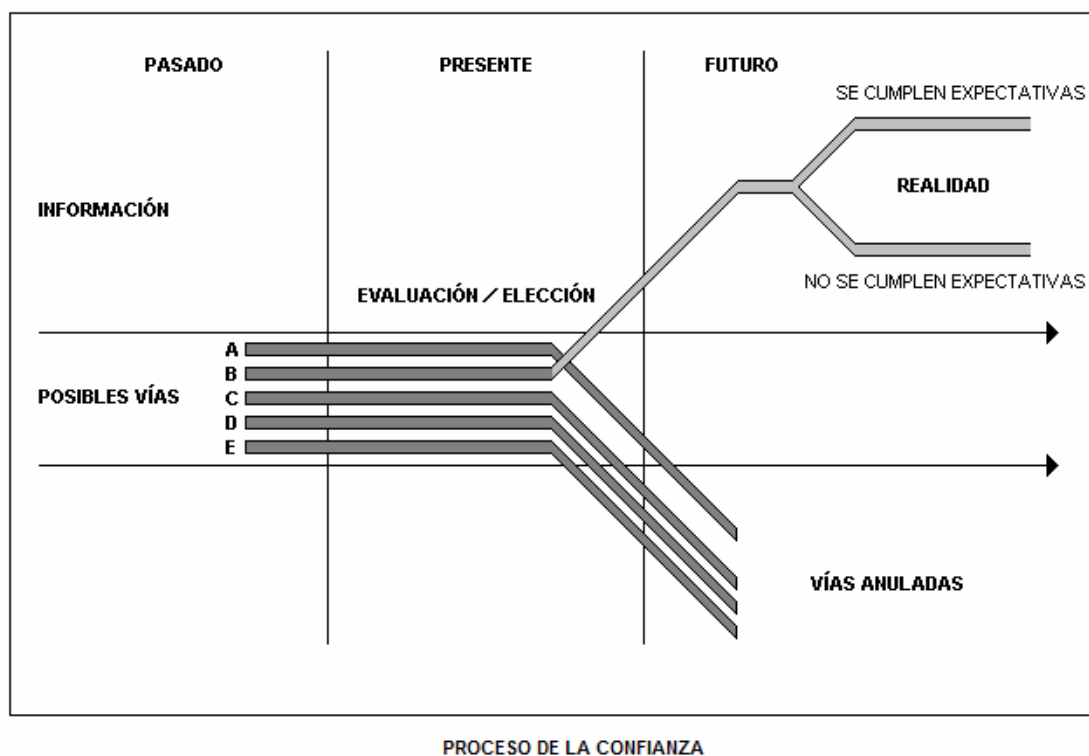 PASADO
PRESENTE
FUTURO
SE CUMPLEN EXPECTATIVAS
REALIDAD
INFORMACIÓN
NO SE CUMPLEN EXPECTATIVAS
EVALUACIÓN / ELECCIÓN
A
B
POSIBLES VÍAS
C
D
E
VÍAS ANULADAS
PROCESO DE LA CONFIANZA